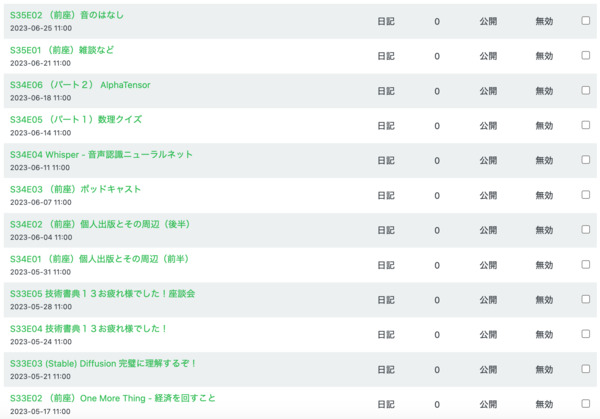 S35E02 （前座）音のはなし
2023-06-25 11:00
日記 0 公開 無効
S35E01 （前座）雑談など
2023-06-21 11:00
日記 0 公開 無効
S34E06 （パート２） AlphaTensor
2023-06-18 11:00
日記 0 公開 無効
S34E05 （パート１）数理クイズ
2023-06-14 11:00
日記 0 公開 無効
S34E04 Whisper - 音声認識ニューラルネット
2023-06-11 11:00
日記 0 公開 無効
S34E03 （前座）ポッドキャスト
2023-06-07 11:00
日記 0 公開 無効
S34E02 （前座）個人出版とその周辺（後半）
2023-06-04 11:00
日記 0 公開 無効
S34E01 （前座）個人出版とその周辺（前半）
2023-05-31 11:00
日記 0 公開 無効
S33E05 技術書典１３お疲れ様でした！座談会
2023-05-28 11:00
日記 0 公開 無効
S33E04 技術書典１３お疲れ様でした！
2023-05-24 11:00
日記 0 公開 無効
S33E03 (Stable) Diffusion 完璧に理解するぞ！
2023-05-21 11:00
日記 0 公開 無効
S33E02 （前座）One More Thing - 経済を回すこと
2023-05-17 11:00
日記 0 公開 無効